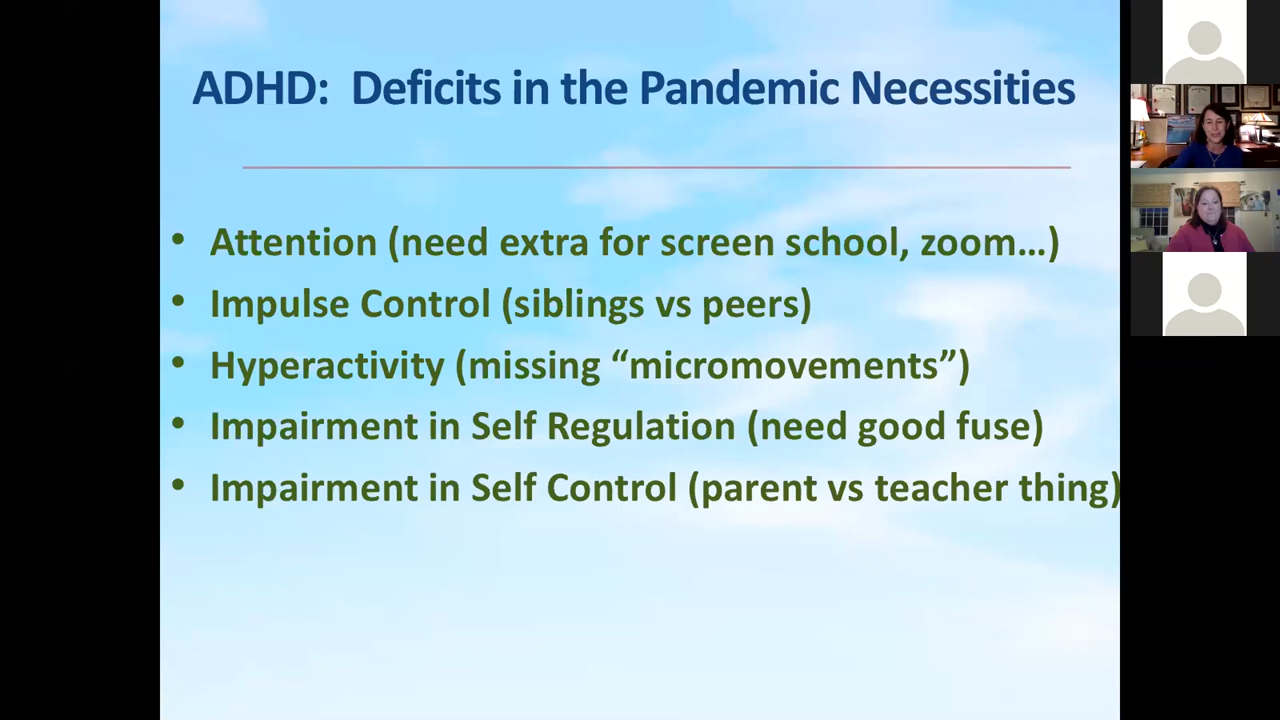 ADHD:  Deficits in the Pandemic Necessities
• Attention (need extra for screen school, zoom…)
• Impulse Control (siblings vs peers)
• Hyperactivity (missing “micromovements”)
• Impairment in Self Regulation (need good fuse)
• Impairment in Self Control (parent vs teacher thing)